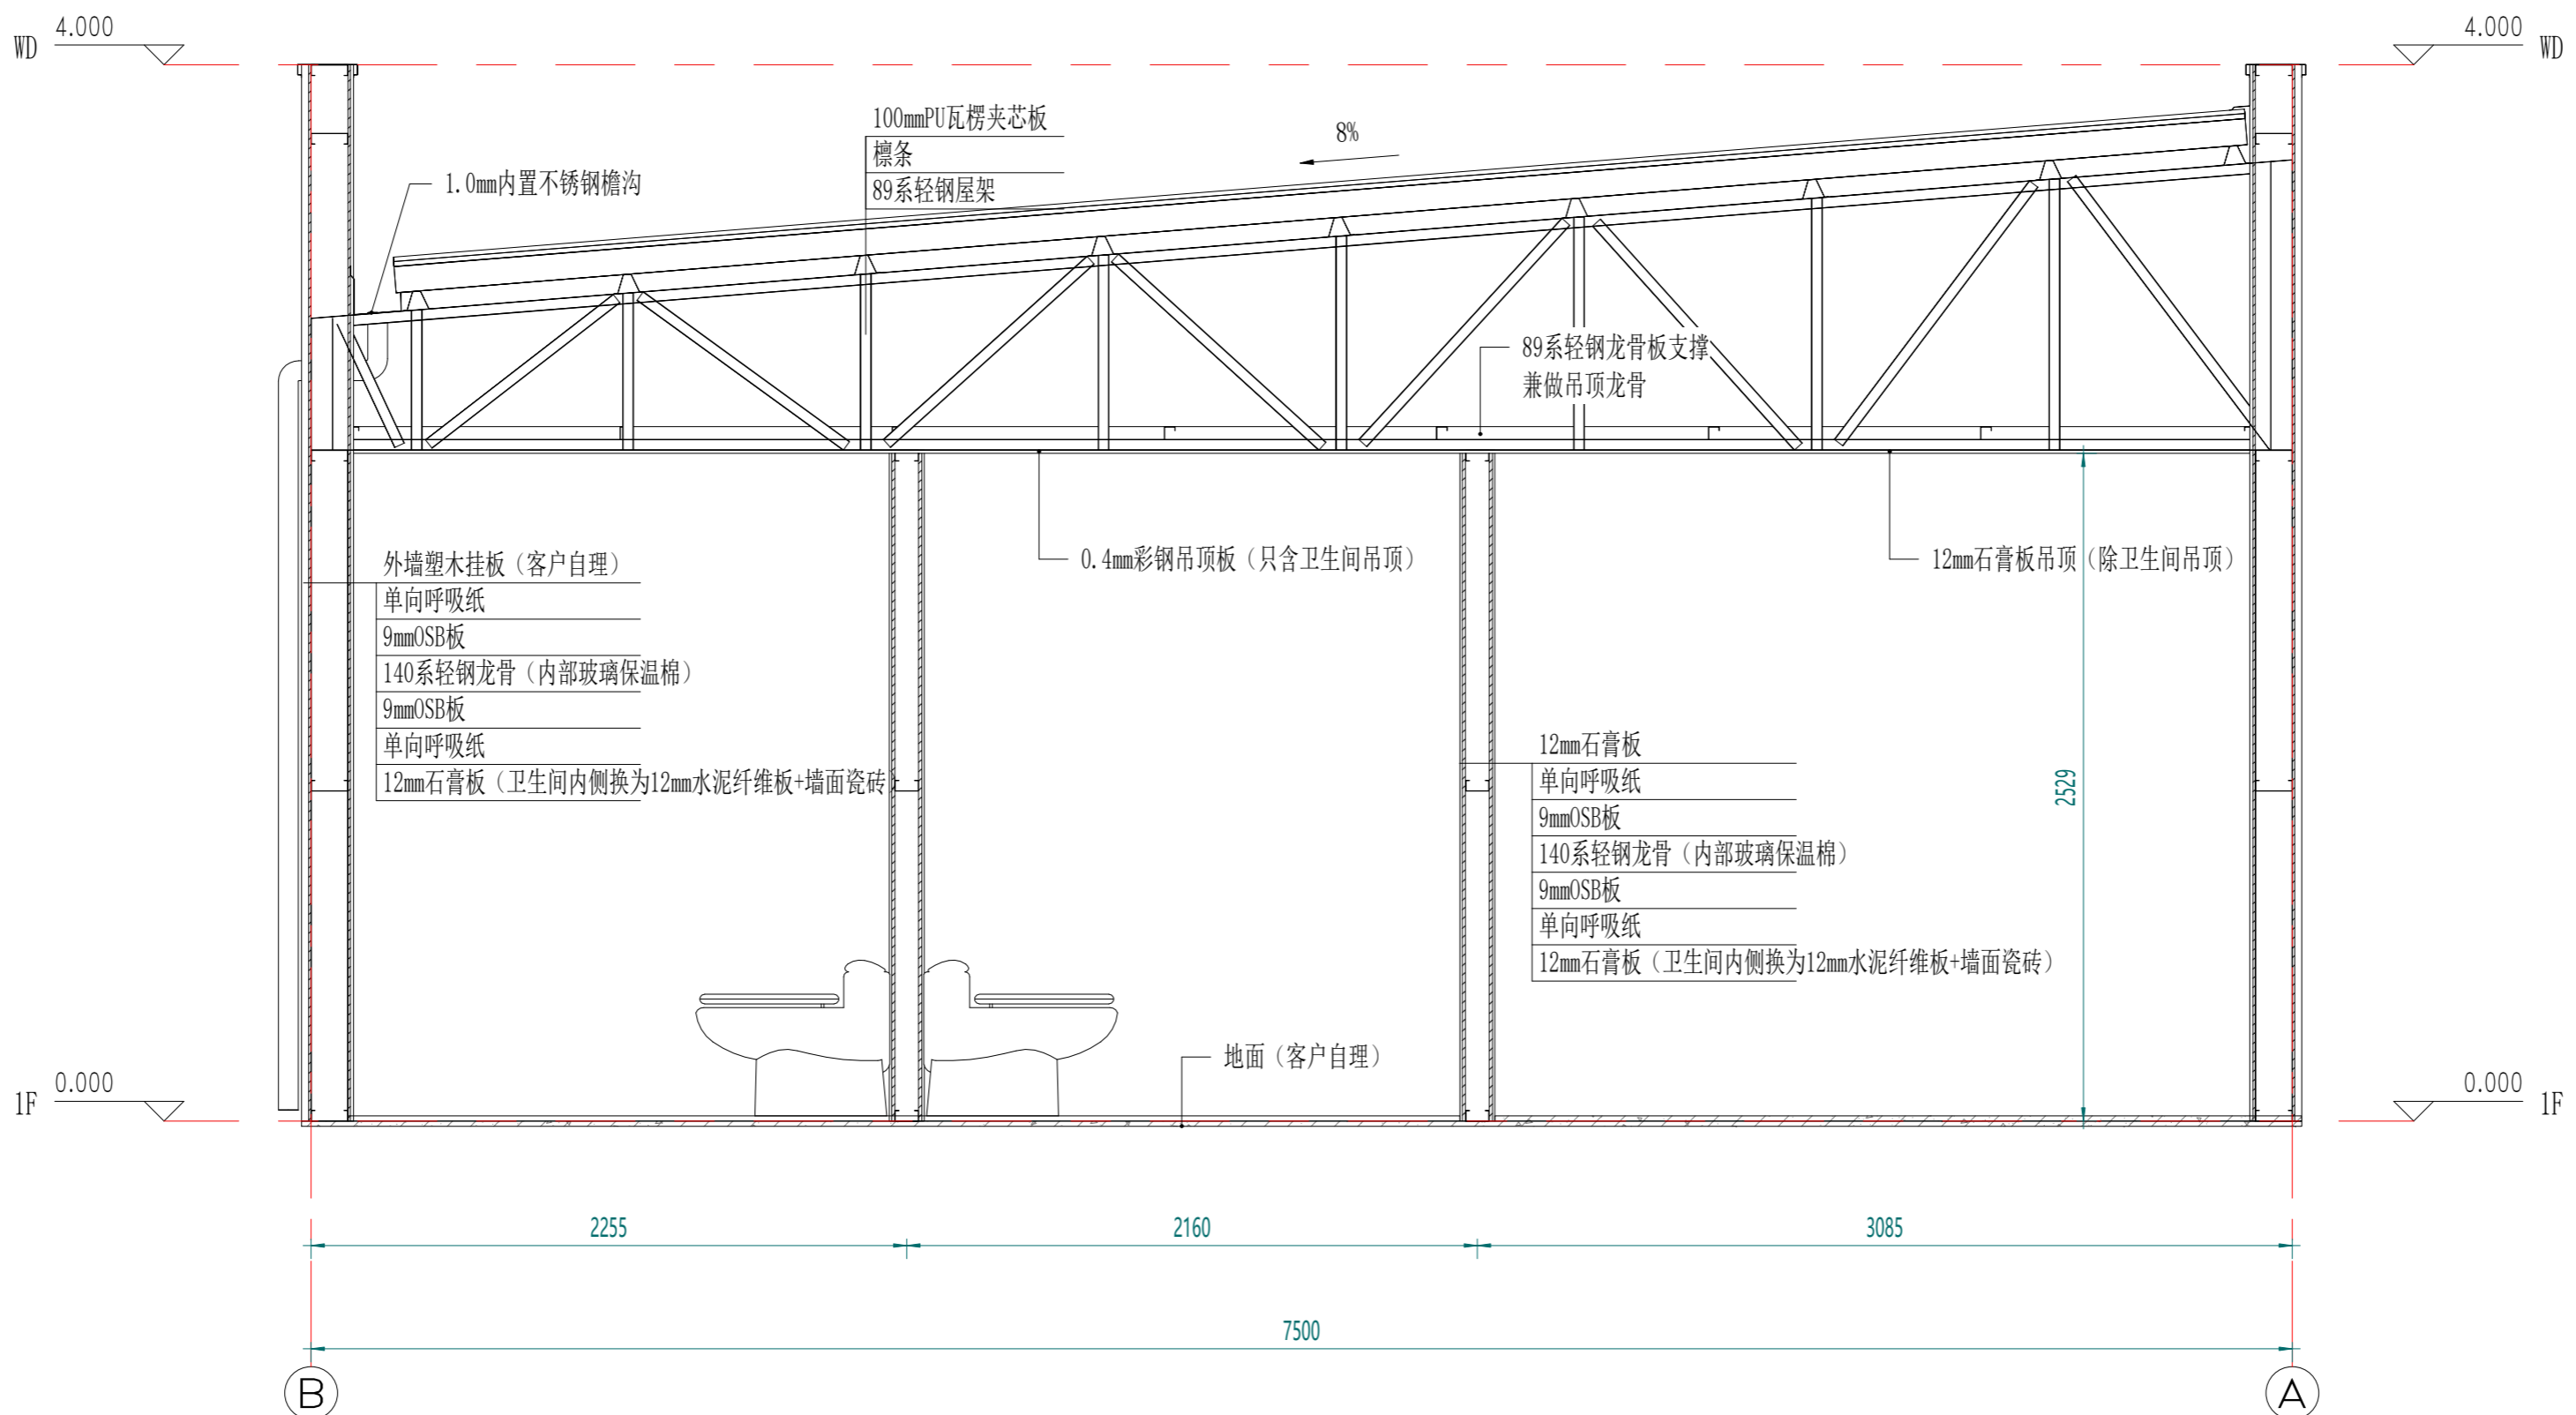 4.000
WD
4.000
WD
100mmPU瓦楞夹芯板
檩条
89系轻钢屋架
8%
1.0mm内置不锈钢檐沟
89系轻钢龙骨板支撑
兼做吊顶龙骨
0.4mm彩钢吊顶板（只含卫生间吊顶）
12mm石膏板吊顶（除卫生间吊顶）
外墙塑木挂板（客户自理）
单向呼吸纸
9mmOSB板
140系轻钢龙骨（内部玻璃保温棉）
9mmOSB板
单向呼吸纸
12mm石膏板（卫生间内侧换为12mm水泥纤维板+墙面瓷砖
12mm石膏板
单向呼吸纸
9mmOSB板
140系轻钢龙骨（内部玻璃保温棉）
9mmOSB板
单向呼吸纸
12mm石膏板（卫生间内侧换为12mm水泥纤维板+墙面瓷砖）
2529
地面（客户自理）
0.000
1F
0.000
1F
2255
2160
3085
7500
B
A